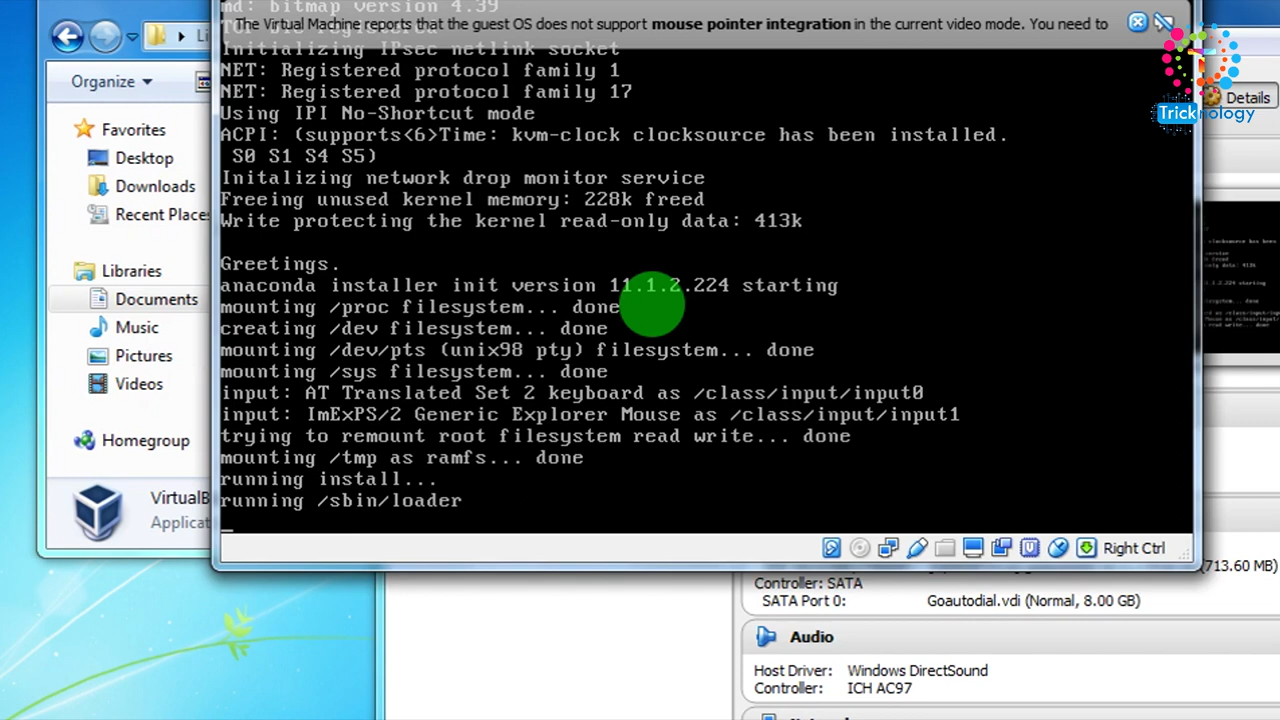 md: bitmap version 4.39
The Virtual Machine reports that the guest OS does not support mouse pointer integration in the current video mode. You need to
TCP bic registered
Initializing IPsec netlink socket
NET: Registered protocol family 1
NET: Registered protocol family 17
Using IPI No-Shortcut mode
ACPI: (supports<6>Time: kvm-clock clocksource has been installed.
S0 S1 S4 S5)
Initalizing network drop monitor service
Freeing unused kernel memory: 228k freed
Write protecting the kernel read-only data: 413k
Greetings.
anaconda installer init version 11.1.2.224 starting
mounting /proc filesystem... done
creating /dev filesystem... done
mounting /dev/pts (unix98 pty) filesystem... done
mounting /sys filesystem... done
input: AT Translated Set 2 keyboard as /class/input/input0
input: ImExPS/2 Generic Explorer Mouse as /class/input/input1
trying to remount root filesystem read write... done
mounting /tmp as ramfs... done
running install...
running /sbin/loader
Right Ctrl
Li
Organize
Favorites
Desktop
Downloads
Recent Places
Libraries
Documents
Music
Pictures
Videos
Homegroup
VirtualB
Applicat
Details
Tricknology
(713.60 MB)
Controller: SATA
SATA Port 0: Goautodial.vdi (Normal, 8.00 GB)
Audio
Host Driver: Windows DirectSound
Controller: ICH AC97